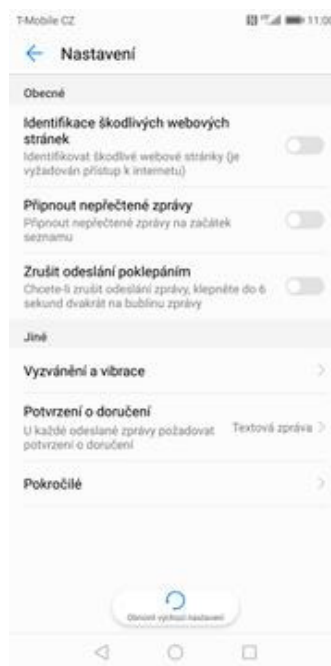 T-Mobile CZ
11:00
Nastavení
Obecné
Identifikace škodlivých webových
stránek
Identifikovat škodlivé webové stránky (je
vyžadován přístup k internetu)
Připnout nepřečtené zprávy
Připnout nepřečtené zprávy na začátek
seznamu
Zrušit odeslání poklepáním
Chcete-li zrušit odeslání zprávy, klepněte do 6
sekund dvakrát na bublinu zprávy
Jiné
Vyzvánění a vibrace
Potvrzení o doručení
U každé odeslané zprávy požadovat
potvrzení o doručení
Textová zpráva
Pokročilé
Obnovit výchozí nastavení